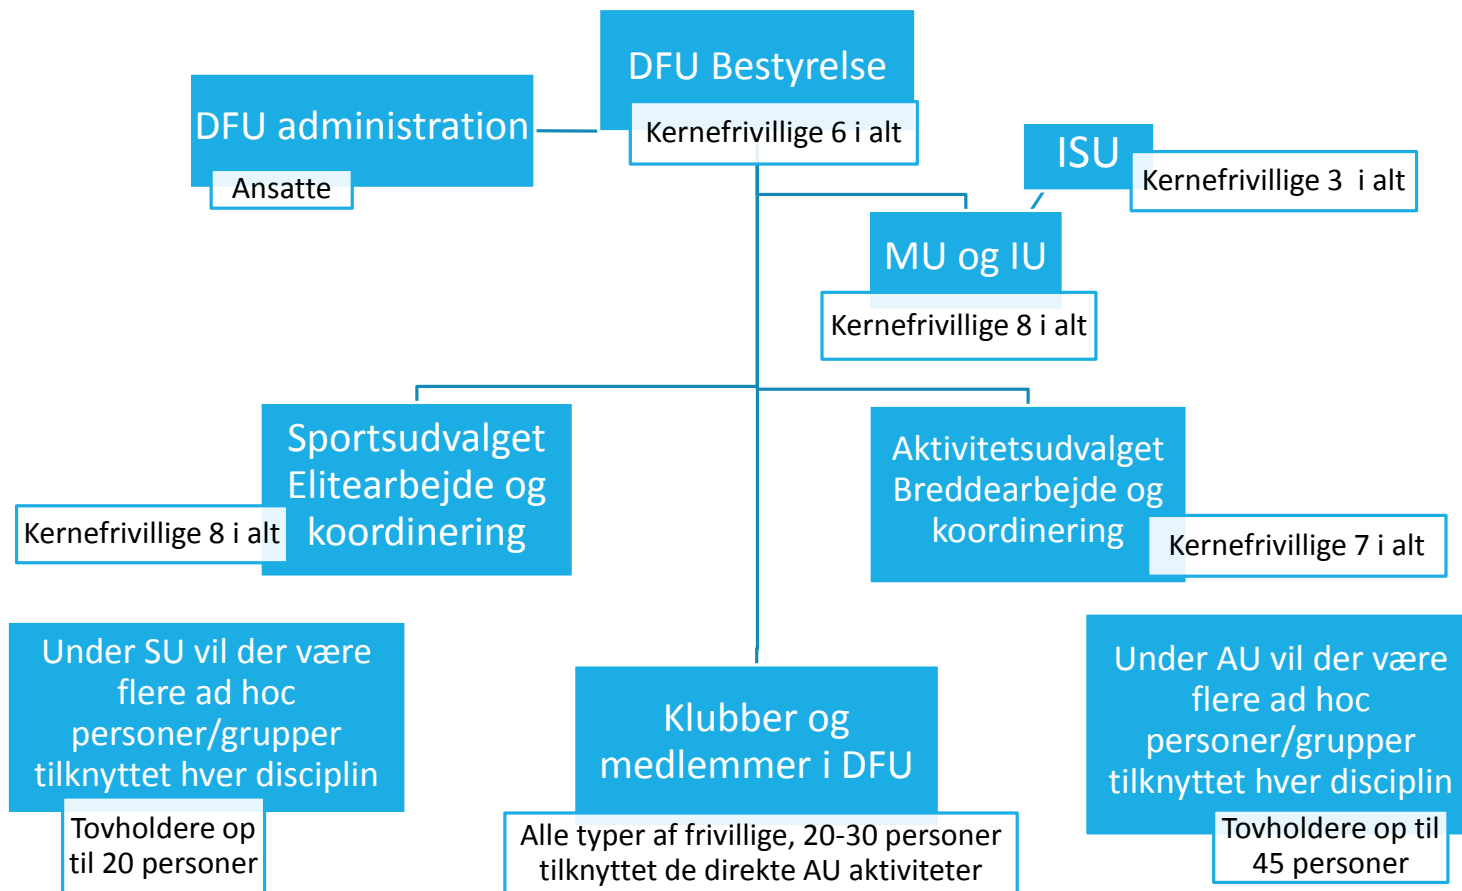 DFU Bestyrelse
Kernefrivillige 6 i alt
DFU administration
Ansatte
ISU
Kernefrivillige 3 i alt
MU og IU
Kernefrivillige 8 i alt
Sportsudvalget
Elitearbejde og
koordinering
Kernefrivillige 8 i alt
Aktivitetsudvalget
Breddearbejde og
koordinering
Kernefrivillige 7 i alt
Under SU vil der være
flere ad hoc
personer/grupper
tilknyttet hver disciplin
Tovholdere op
til 20 personer
Klubber og
medlemmer i DFU
Alle typer af frivillige, 20-30 personer
tilknyttet de direkte AU aktiviteter
Under AU vil der være
flere ad hoc
personer/grupper
tilknyttet hver disciplin
Tovholdere op til
45 personer